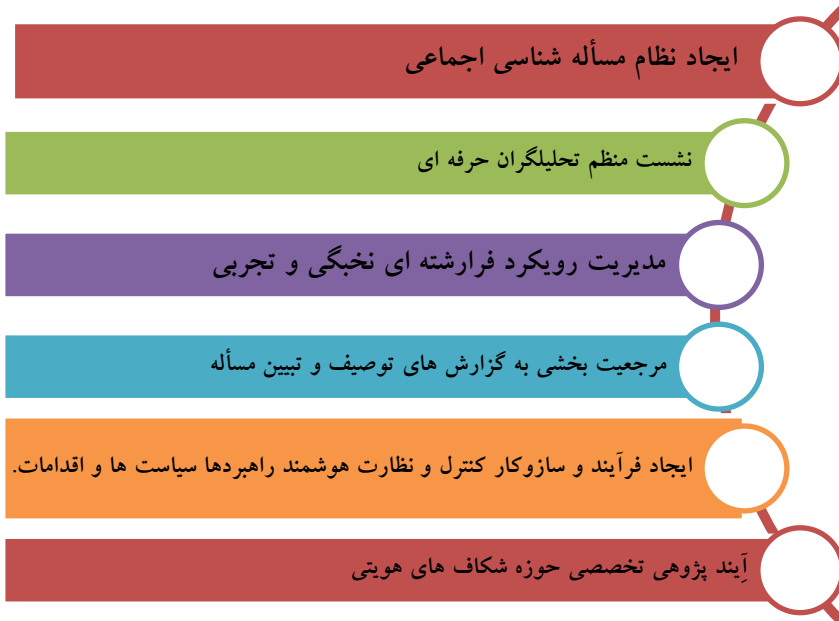 ایجاد نظام مسأله شناسی اجماعی
نشست منظم تحلیلگران حرفه ای
مدیریت رویکرد فرارشته ای نخبگی و تجربی
مرجعیت بخشی به گزارش های توصیف و تبیین مسأله
ایجاد فرآیند و سازوکار کنترل و نظارت هوشمند راهبردها سیاست ها و اقدامات.
آِیند پژوهی تخصصی حوزه شکاف های هویتی